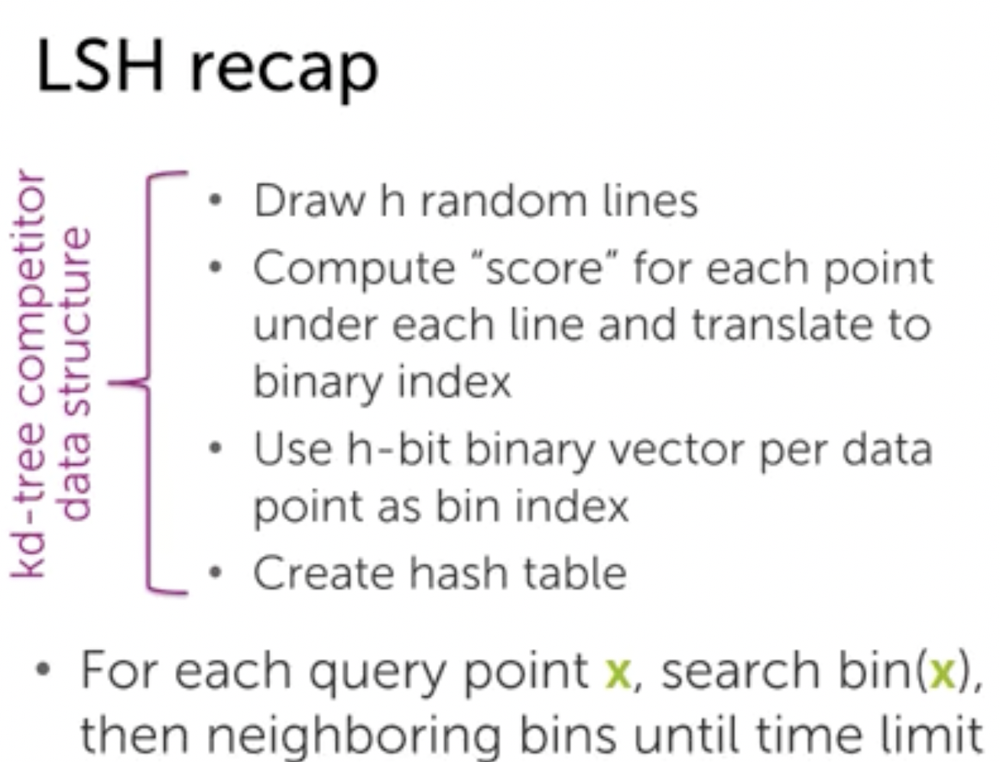 LSH recap
kd-tree competitor
data structure
• Draw h random lines
• Compute “score” for each point
under each line and translate to
binary index
• Use h-bit binary vector per data
point as bin index
• Create hash table
• For each query point x, search bin(x),
then neighboring bins until time limit